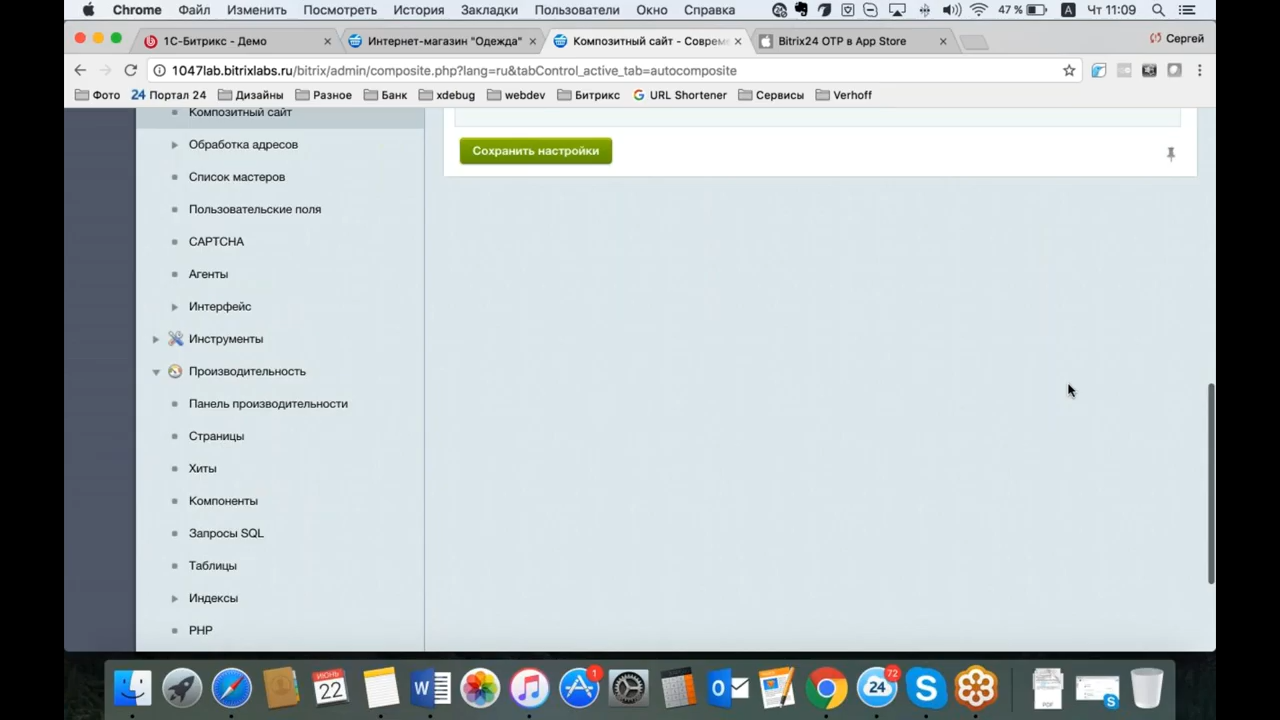 Chrome Файл Изменить Посмотреть История Закладки Пользователи Окно Справка 47 % A Чт 11:09
1С-Битрикс - Демо Интернет-магазин "Одежда" Композитный сайт - Соврем Bitrix24 OTP в App Store Сергей
1047lab.bitrixlabs.ru/bitrix/admin/composite.php?lang=ru&tabControl_active_tab=autocomposite
Фото 24 Портал 24 Дизайны Разное Банк xdebug webdev Битрикс G URL Shortener Сервисы Verhoff
Композитный сайт
Сохранить настройки
Обработка адресов
Список мастеров
Пользовательские поля
CAPTCHA
Агенты
Интерфейс
Инструменты
Производительность
Панель производительности
Страницы
Хиты
Компоненты
Запросы SQL
Таблицы
Индексы
PHP
ИЮНЬ
22
W
1
O
24
72
S
PDF
S